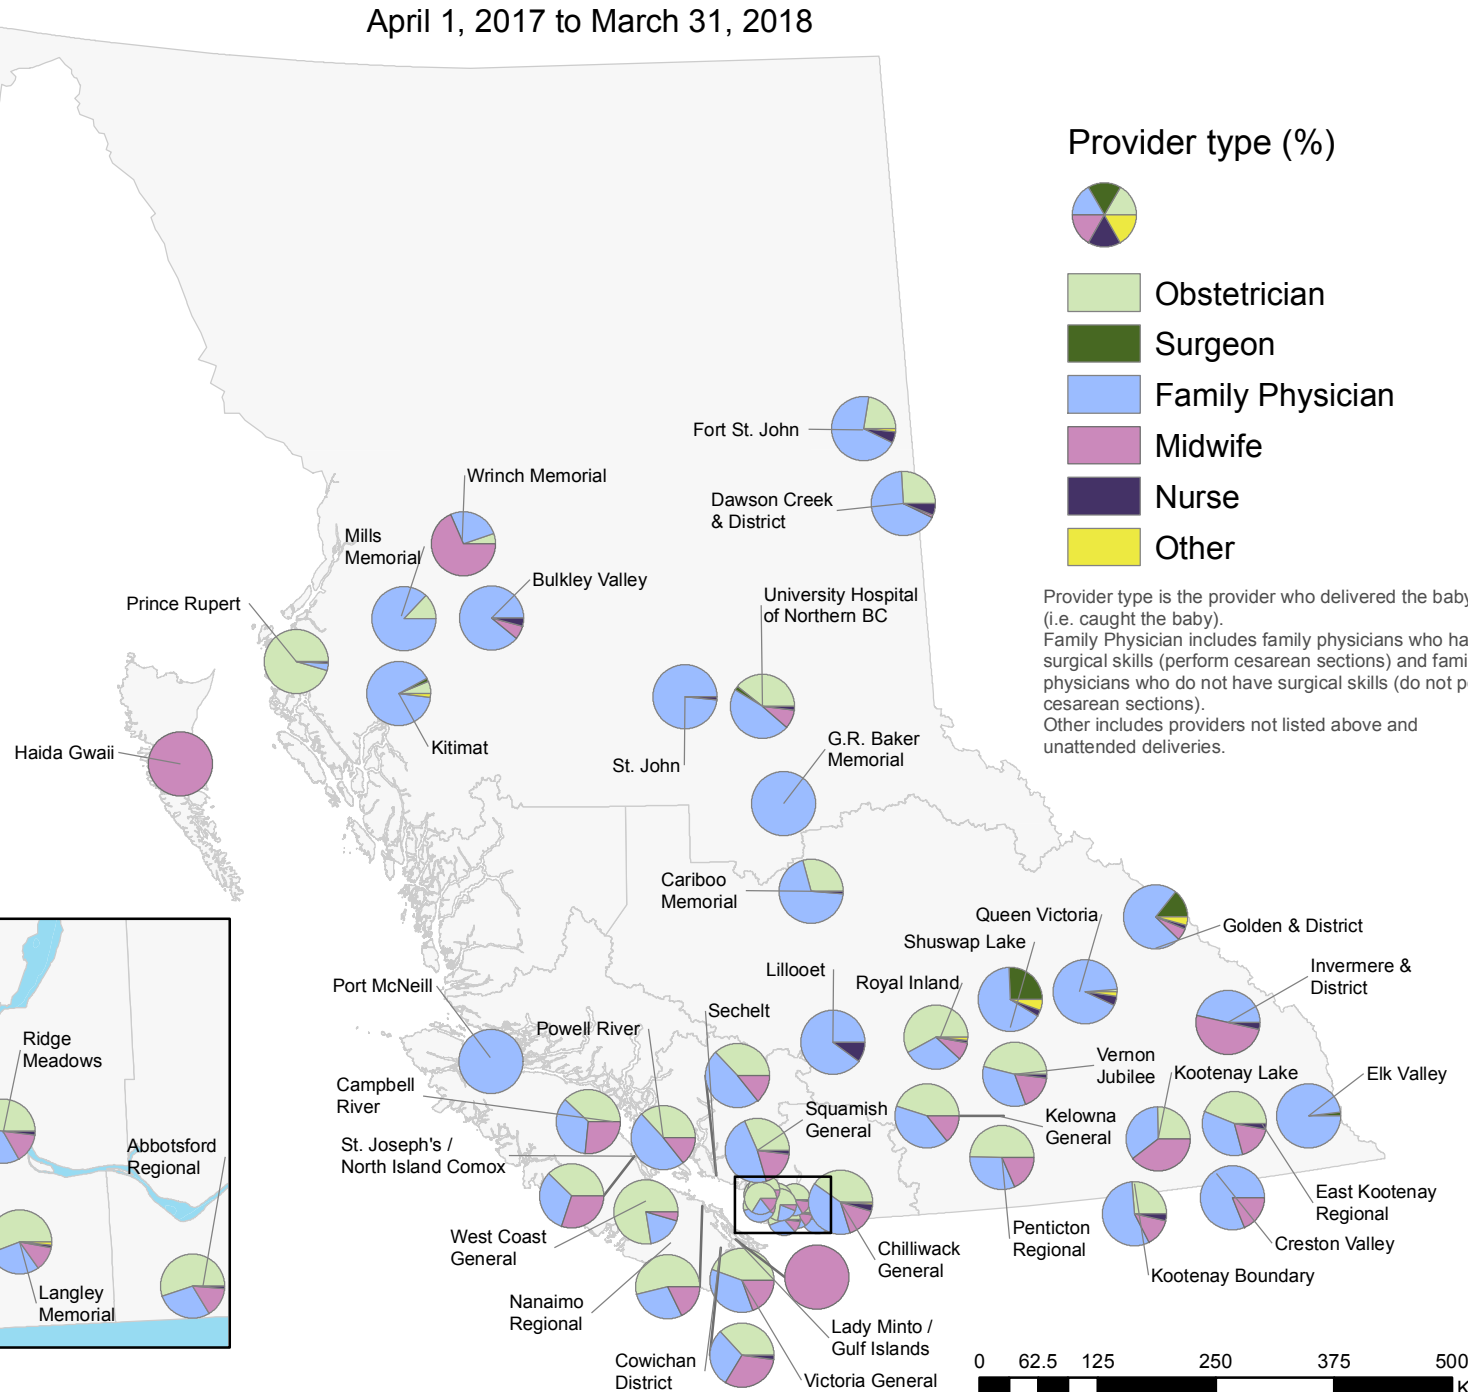 April 1, 2017 to March 31, 2018
Provider type (%)
Obstetrician
Surgeon
Family Physician
Midwife
Nurse
Other
Provider type is the provider who delivered the baby
(i.e. caught the baby).
Family Physician includes family physicians who ha
surgical skills (perform cesarean sections) and fami
physicians who do not have surgical skills (do not p
cesarean sections).
Other includes providers not listed above and
unattended deliveries.
Fort St. John
Dawson Creek
& District
Wrinch Memorial
Mills
Memorial
Bulkley Valley
Prince Rupert
University Hospital
of Northern BC
Kitimat
Haida Gwaii
St. John
G.R. Baker
Memorial
Cariboo
Memorial
Queen Victoria
Golden & District
Shuswap Lake
Invermere &
District
Lillooet
Royal Inland
Port McNeill
Sechelt
Powell River
Ridge
Meadows
Vernon
Jubilee
Kootenay Lake
Elk Valley
Campbell
River
Squamish
General
Kelowna
General
St. Joseph's /
North Island Comox
Abbotsford
Regional
East Kootenay
Regional
Penticton
Regional
Creston Valley
West Coast
General
Chilliwack
General
Kootenay Boundary
Langley
Memorial
Nanaimo
Regional
Lady Minto /
Gulf Islands
Cowichan
District
Victoria General
0 62.5 125 250 375 500
K